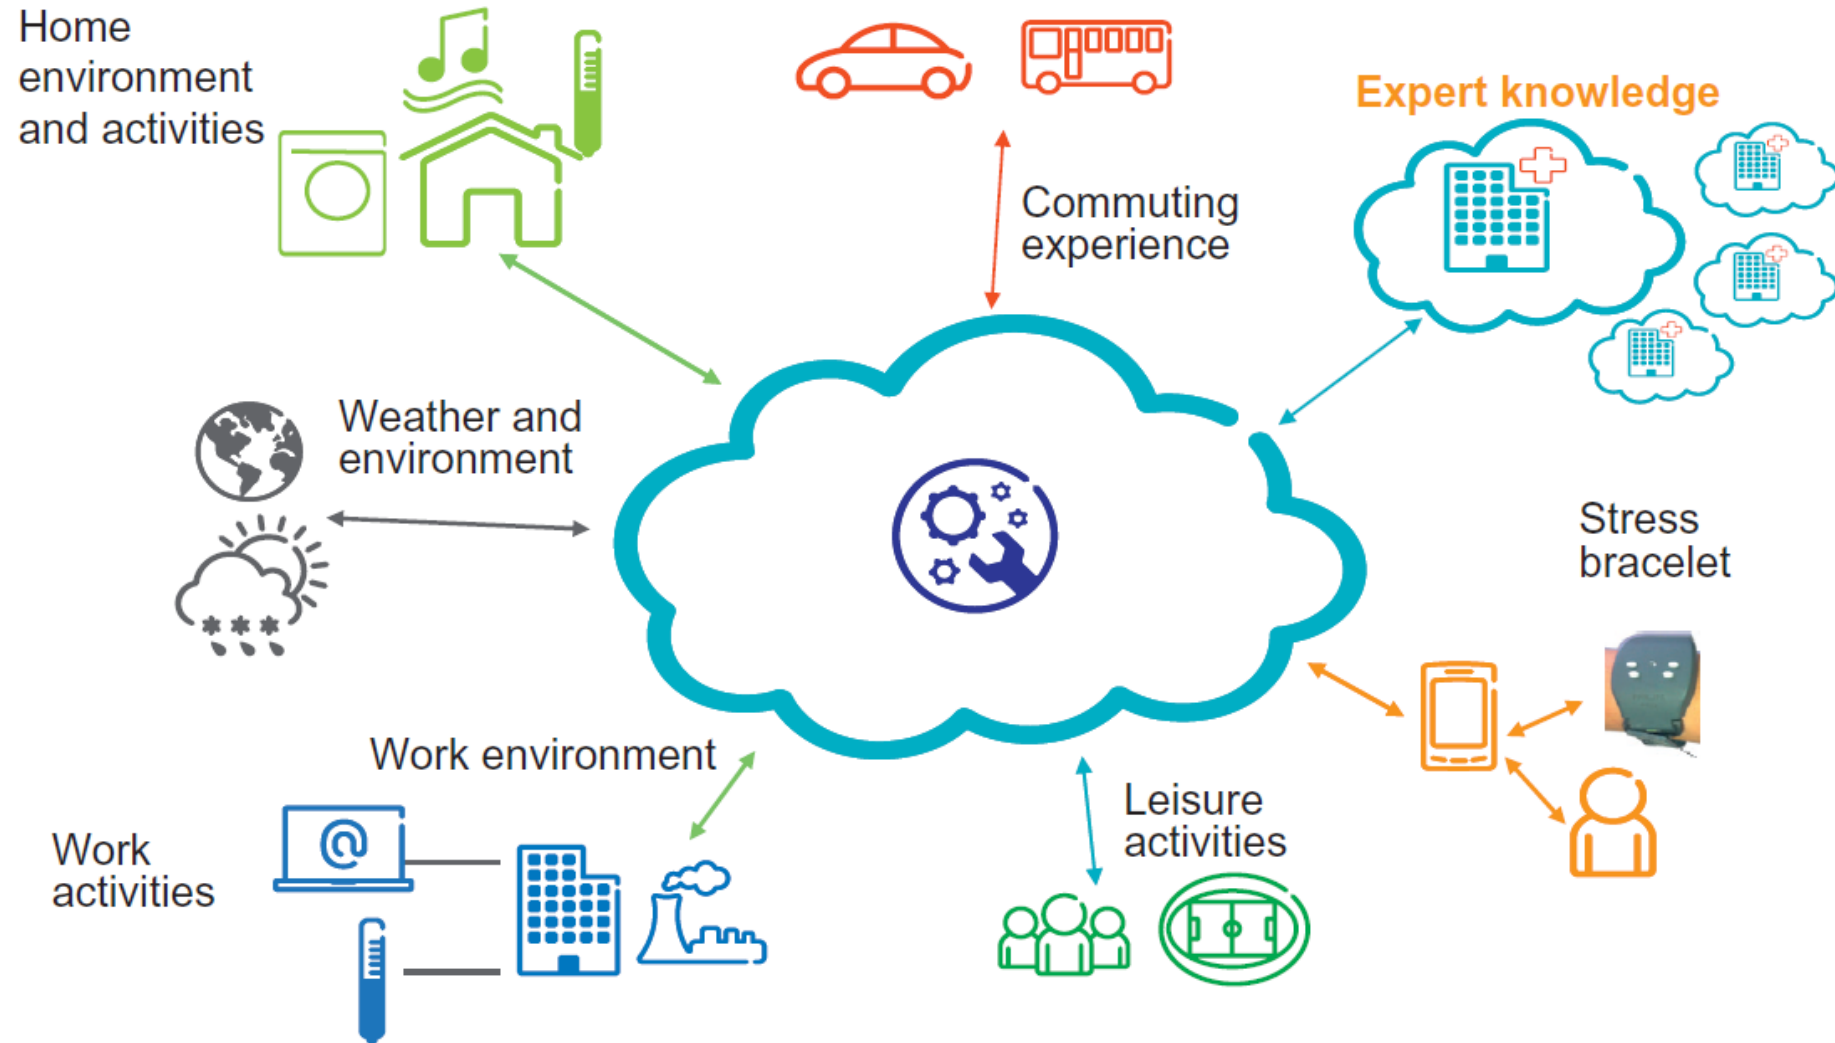 Home
environment
and activities
Expert knowledge
Commuting
experience
Weather and
environment
Stress
bracelet
Work environment
Leisure
activities
Work
activities
@